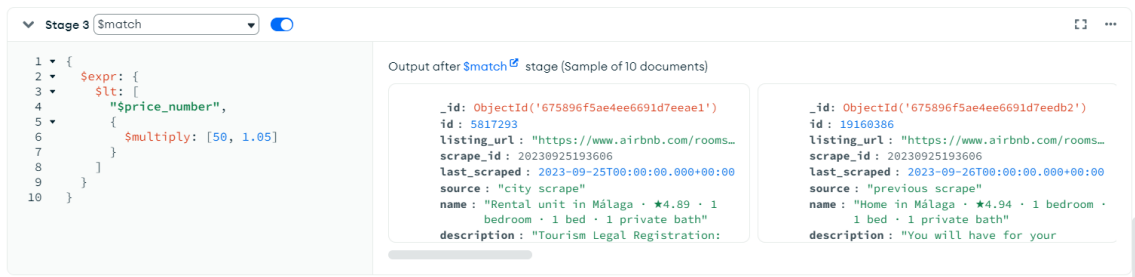 Stage 3 $match
1 {
2 $expr: {
3 $lt: [
4 "$price_number",
5 {
6 $multiply: [50, 1.05]
7 }
8 ]
9 }
10 }
Output after $match stage (Sample of 10 documents)
_id: ObjectId('675896f5ae4ee6691d7eeae1')
id : 5817293
listing_url : "https://www.airbnb.com/rooms…
scrape_id : 20230925193606
last_scraped : 2023-09-25T00:00:00.000+00:00
source : "city scrape"
name : "Rental unit in Málaga · ★4.89 · 1
bedroom · 1 bed · 1 private bath"
description : "Tourism Legal Registration:
_id: ObjectId('675896f5ae4ee6691d7eedb2')
id : 19160386
listing_url : "https://www.airbnb.com/rooms…
scrape_id : 20230925193606
last_scraped : 2023-09-26T00:00:00.000+00:00
source : "previous scrape"
name : "Home in Málaga · ★4.94 · 1 bedroom ·
1 bed · 1 private bath"
description : "You will have for your